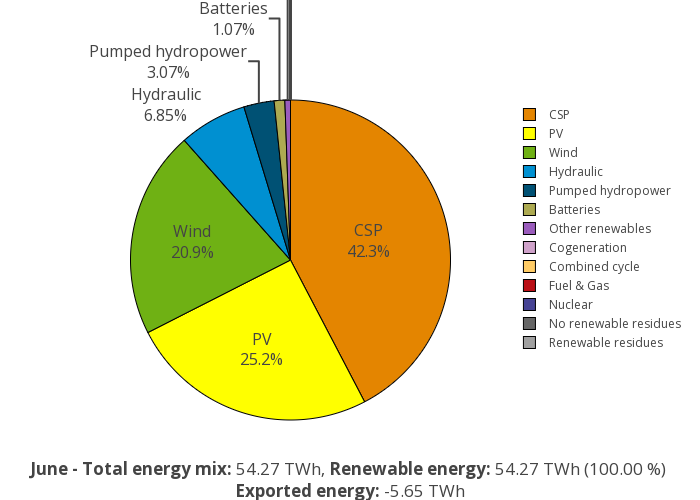 Batteries
1.07%
Pumped hydropower
3.07%
Hydraulic
6.85%
Wind
20.9%
CSP
42.3%
PV
25.2%
CSP
PV
Wind
Hydraulic
Pumped hydropower
Batteries
Other renewables
Cogeneration
Combined cycle
Fuel & Gas
Nuclear
No renewable residues
Renewable residues
June - Total energy mix: 54.27 TWh, Renewable energy: 54.27 TWh (100.00 %)
Exported energy: -5.65 TWh